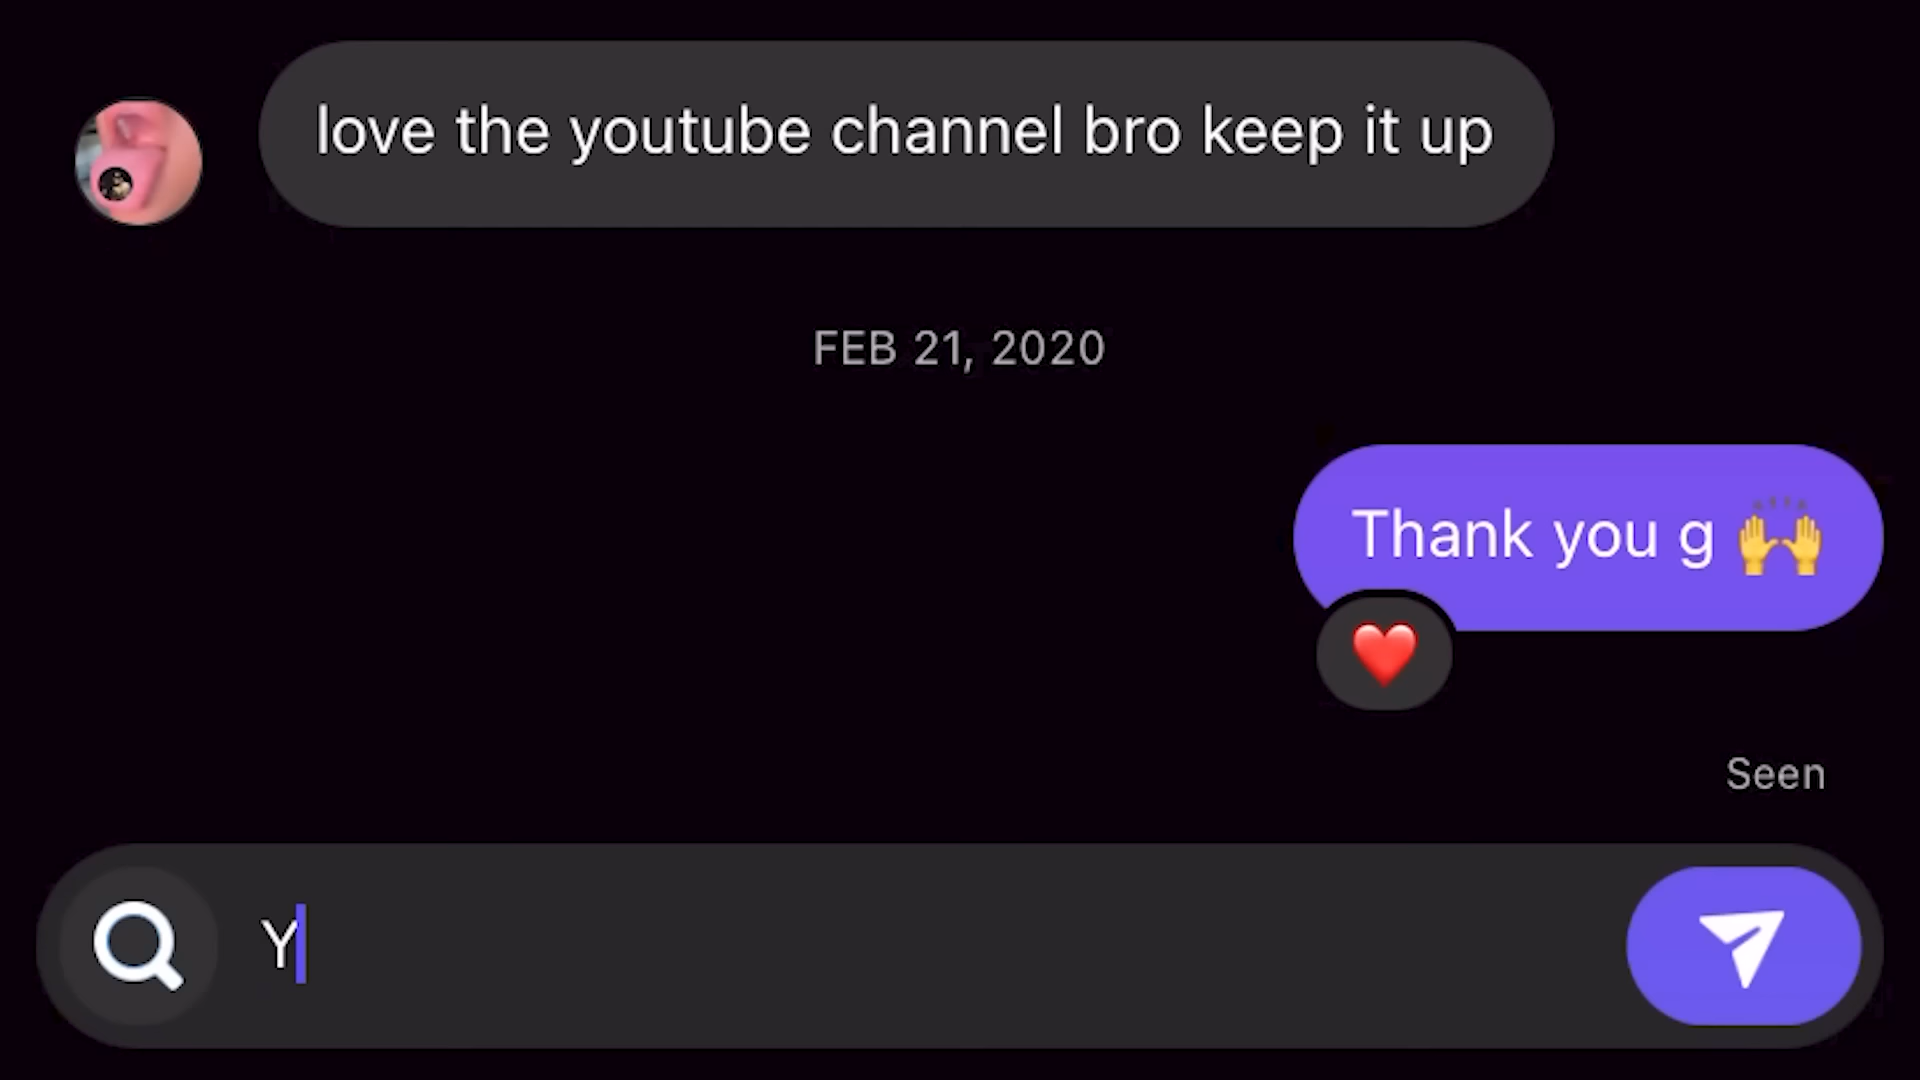 love the youtube channel bro keep it up
FEB 21, 2020
Thank you g 🙌
❤️
Seen
Y